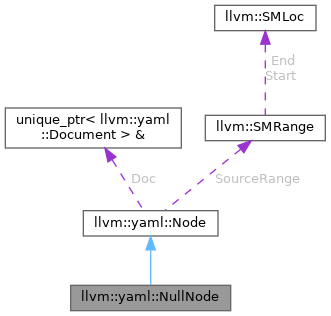 llvm::SMLoc
End
Start
unique_ptr< llvm::yaml
::Document > &
llvm::SMRange
Doc
SourceRange
llvm::yaml::Node
llvm::yaml::NullNode